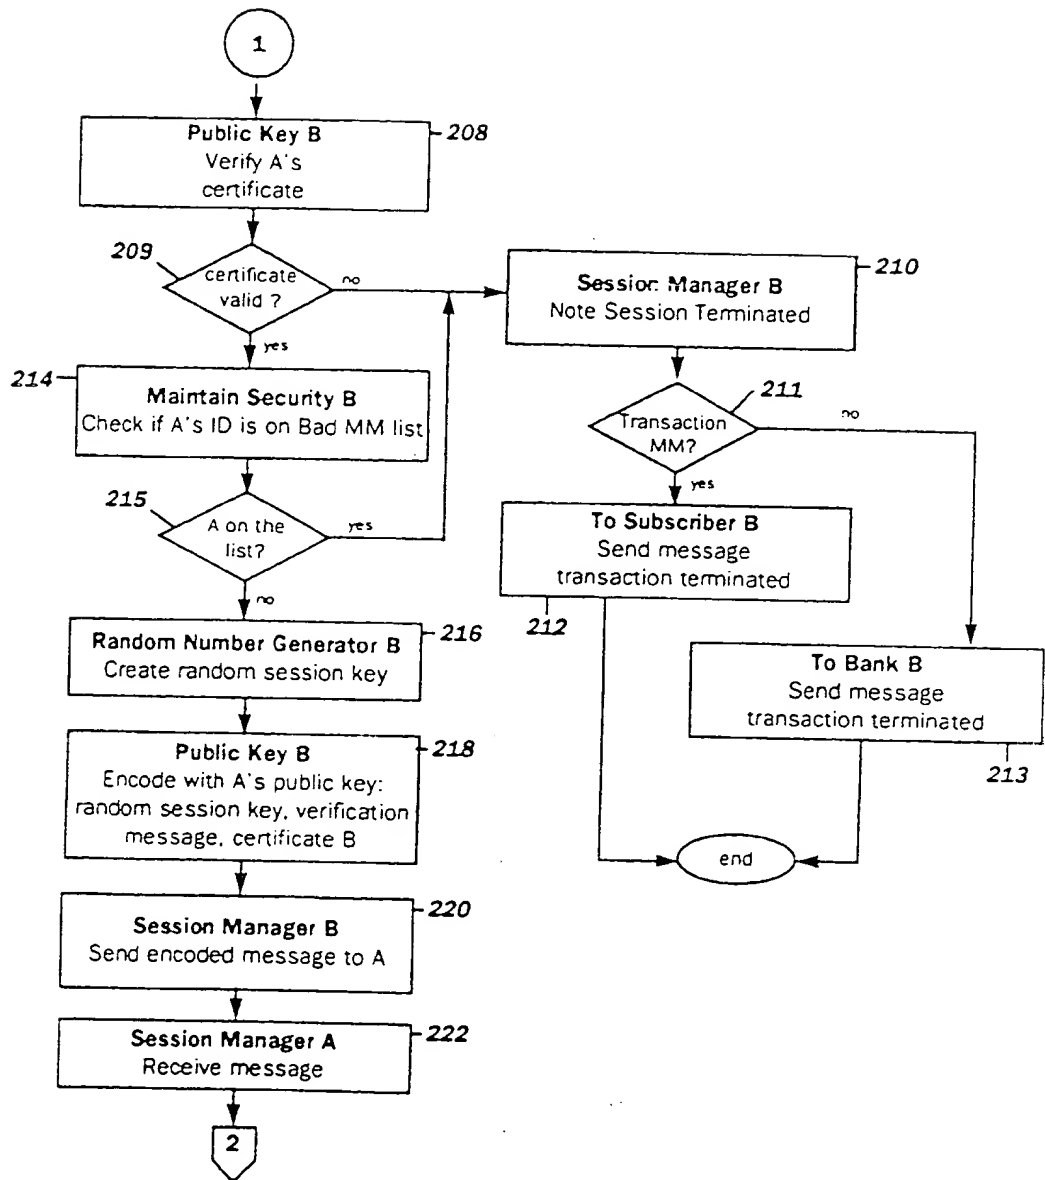 1
Public Key B
Verify A's
certificate
208
209
certificate
valid ?
no
yes
Session Manager B
Note Session Terminated
210
214
Maintain Security B
Check if A's ID is on Bad MM list
211
Transaction
MM?
no
yes
215
A on the
list?
yes
no
To Subscriber B
Send message
transaction terminated
212
Random Number Generator B
Create random session key
216
To Bank B
Send message
transaction terminated
213
Public Key B
Encode with A's public key:
random session key, verification
message, certificate B
218
end
Session Manager B
Send encoded message to A
220
Session Manager A
Receive message
222
2